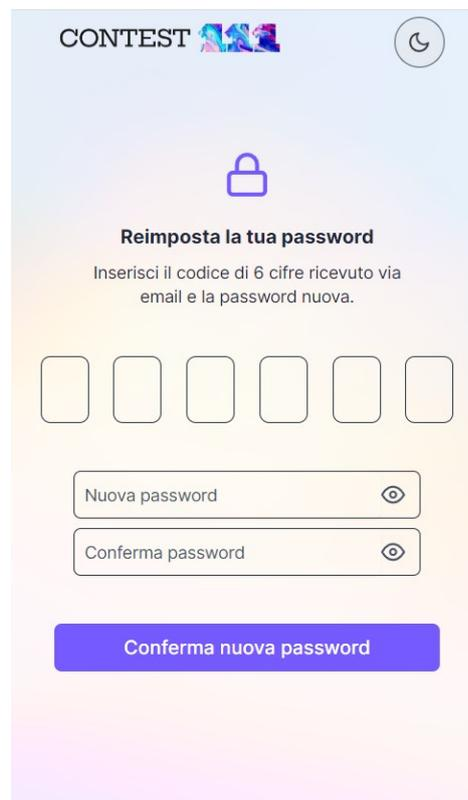 CONTEST 111
Reimposta la tua password
Inserisci il codice di 6 cifre ricevuto via
email e la password nuova.
Nuova password
Conferma password
Conferma nuova password